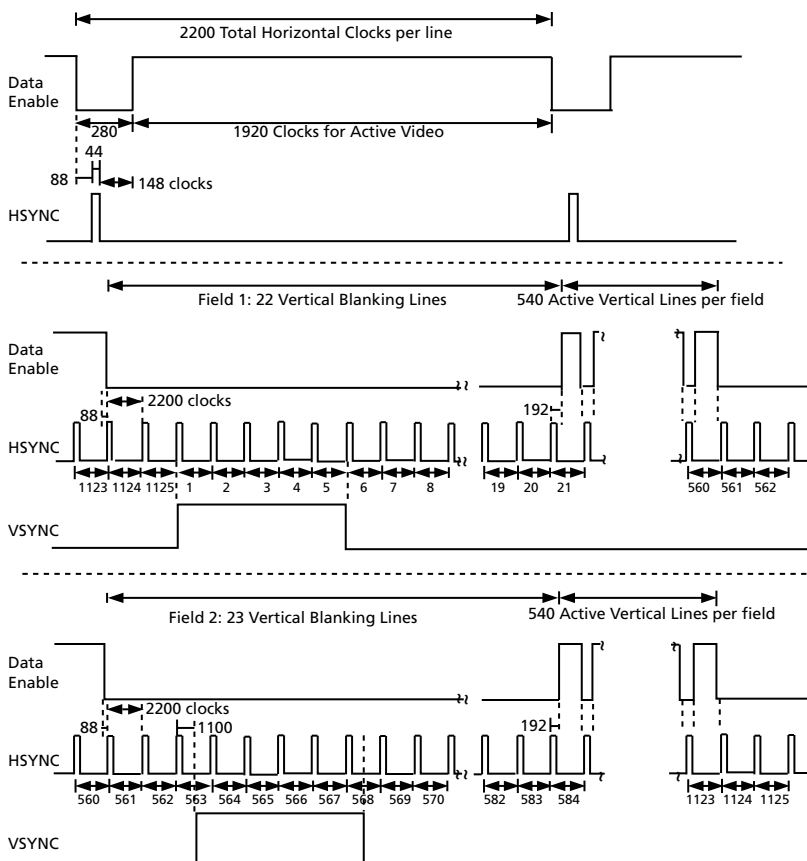 2200 Total Horizontal Clocks per line
Data
Enable
280
1920 Clocks for Active Video
44
88
148 clocks
HSYNC
Field 1: 22 Vertical Blanking Lines
540 Active Vertical Lines per field
Data
Enable
2200 clocks
88
192
HSYNC
1123 1124 1125 1 2 3 4 5 6 7 8 19 20 21 560 561 562
VSYNC
Field 2: 23 Vertical Blanking Lines
540 Active Vertical Lines per field
Data
Enable
2200 clocks
88
1100
192
HSYNC
560 561 562 563 564 565 566 567 568 569 570 582 583 584 1123 1124 1125
VSYNC